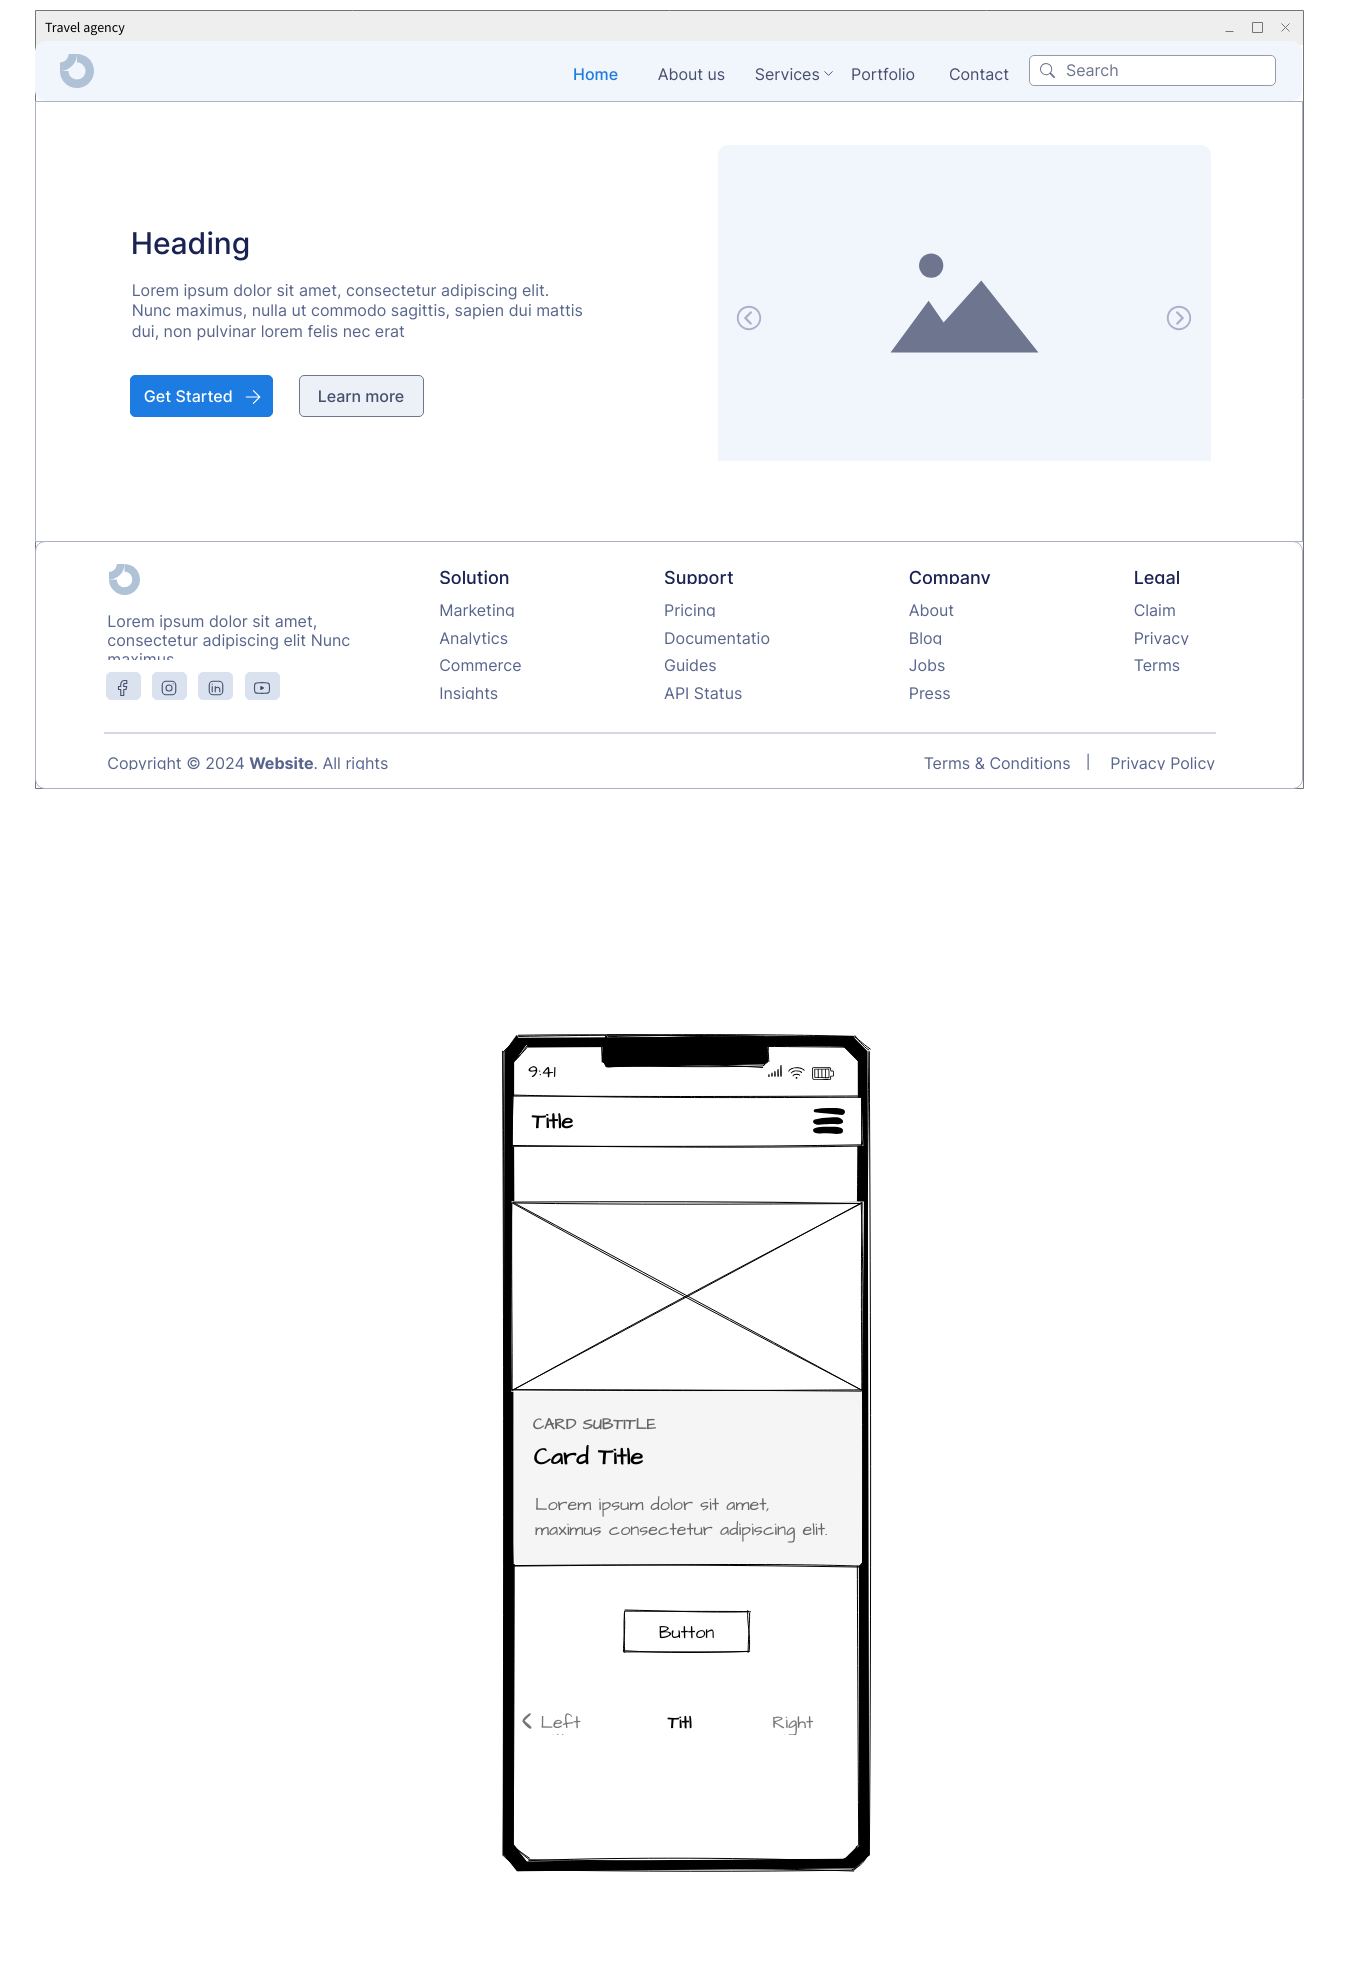 Travel agency
Home About us Services Portfolio Contact Search
Heading
Lorem ipsum dolor sit amet, consectetur adipiscing elit.
Nunc maximus, nulla ut commodo sagittis, sapien dui mattis
dui, non pulvinar lorem felis nec erat
Get Started Learn more
Lorem ipsum dolor sit amet,
consectetur adipiscing elit Nunc
maximus
Solution
Marketing
Analytics
Commerce
Insights
Support
Pricing
Documentatio
Guides
API Status
Company
About
Blog
Jobs
Press
Legal
Claim
Privacy
Terms
Copyright © 2024 Website. All rights
Terms & Conditions | Privacy Policy
9:41
Title
CARD SUBTITLE
Card Title
Lorem ipsum dolor sit amet,
maximus consectetur adipiscing elit.
Button
Left Titl Right